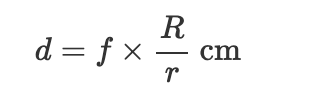 d = f × R/r cm